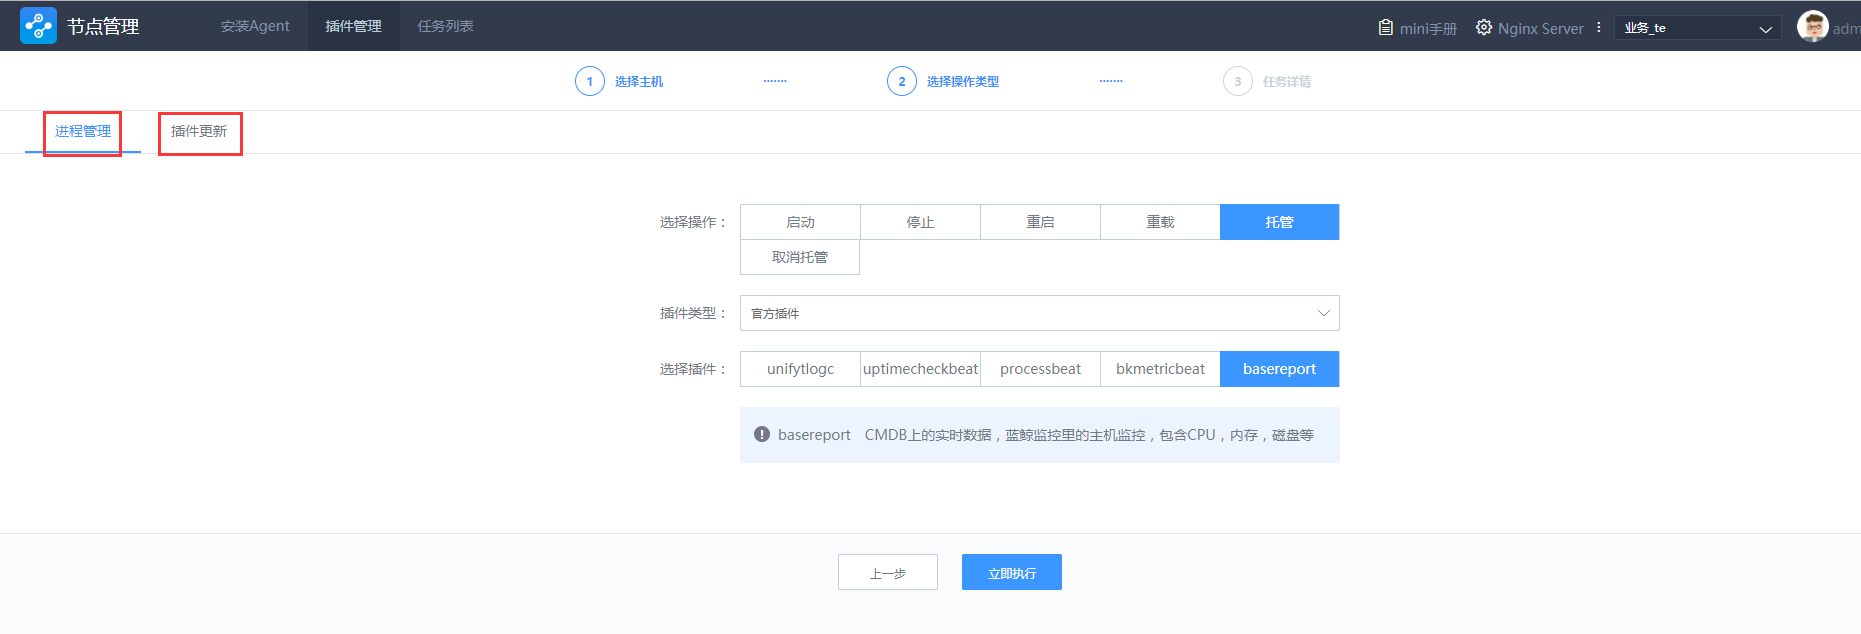 节点管理 安装Agent 插件管理 任务列表 mini手册 Nginx Server 业务_te adm
1 选择主机 ······· 2 选择操作类型 ······· 3 任务详情
进程管理 插件更新
选择操作： 启动 停止 重启 重载 托管
取消托管
插件类型： 官方插件
选择插件： unifytlogc uptimecheckbeat processbeat bkmetricbeat basereport
basereport CMDB上的实时数据，蓝鲸监控里的主机监控，包含CPU，内存，磁盘等
上一步 立即执行